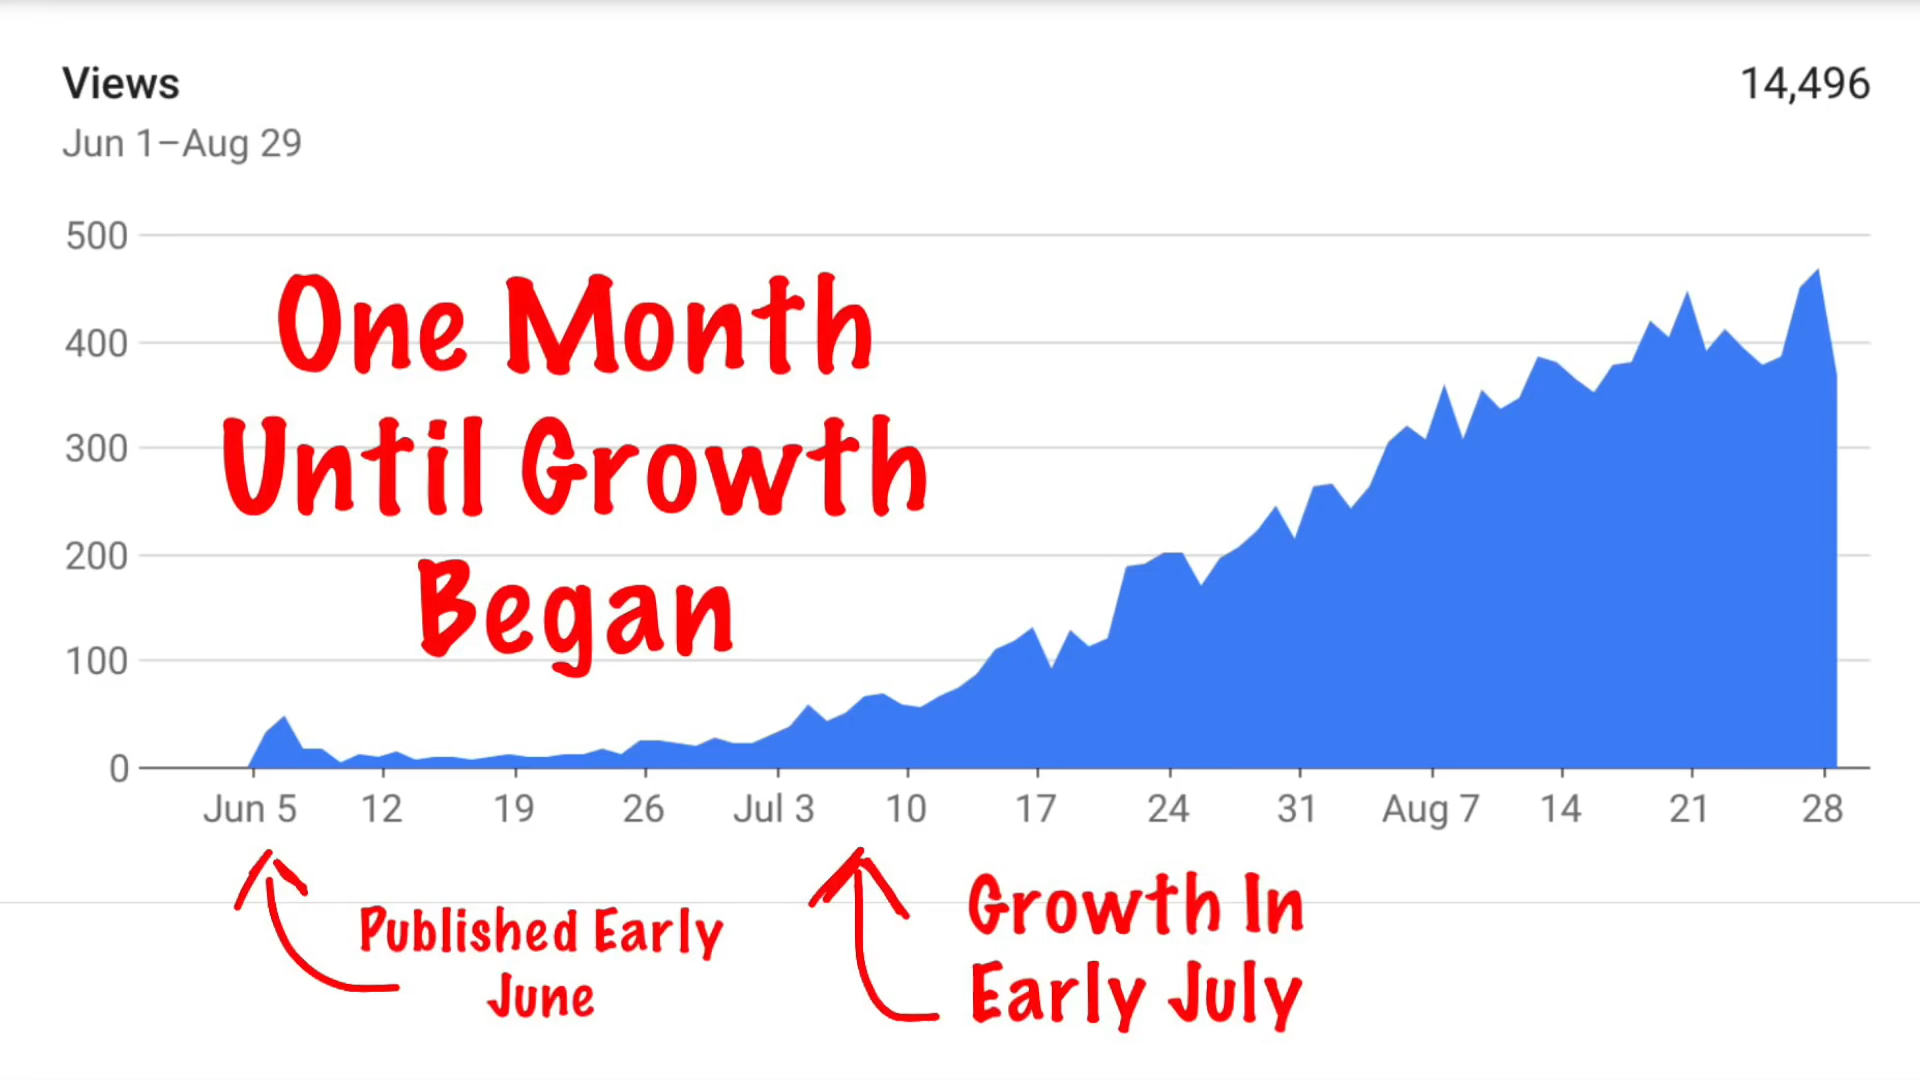 Views
14,496
Jun 1–Aug 29
500
400
300
200
100
0
One Month
Until Growth
Began
Jun 5 12 19 26 Jul 3 10 17 24 31 Aug 7 14 21 28
Published Early
June
Growth In
Early July